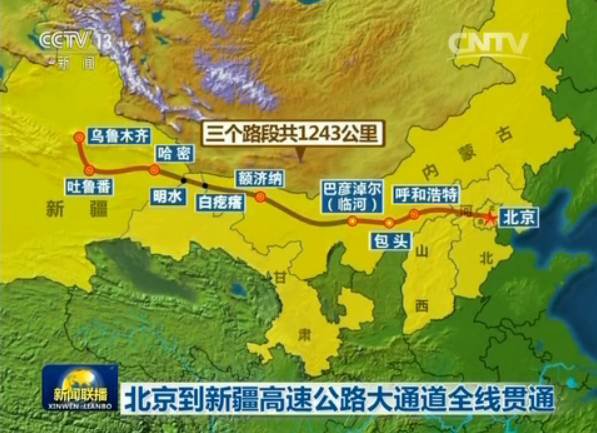 CCTV 13
新闻
CNTV
三个路段共1243公里
乌鲁木齐
哈密
额济纳
巴彦淖尔
（临河）
呼和浩特
内蒙古
吐鲁番
明水
白疙瘩
包头
河北
北京
新疆
甘肃
山西
新闻联播
XINWEN LIANBO
北京到新疆高速公路大通道全线贯通